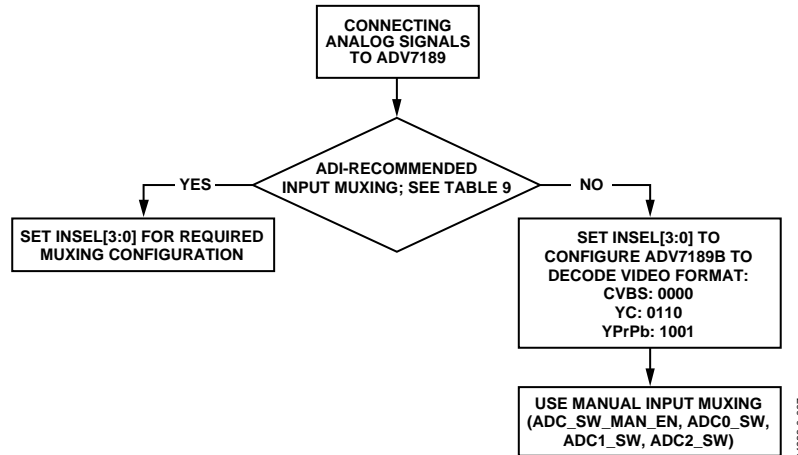 CONNECTING
ANALOG SIGNALS
TO ADV7189
ADI-RECOMMENDED
INPUT MUXING; SEE TABLE 9
YES
NO
SET INSEL[3:0] FOR REQUIRED
MUXING CONFIGURATION
SET INSEL[3:0] TO
CONFIGURE ADV7189B TO
DECODE VIDEO FORMAT:
CVBS: 0000
YC: 0110
YPrPb: 1001
USE MANUAL INPUT MUXING
(ADC_SW_MAN_EN, ADC0_SW,
ADC1_SW, ADC2_SW)